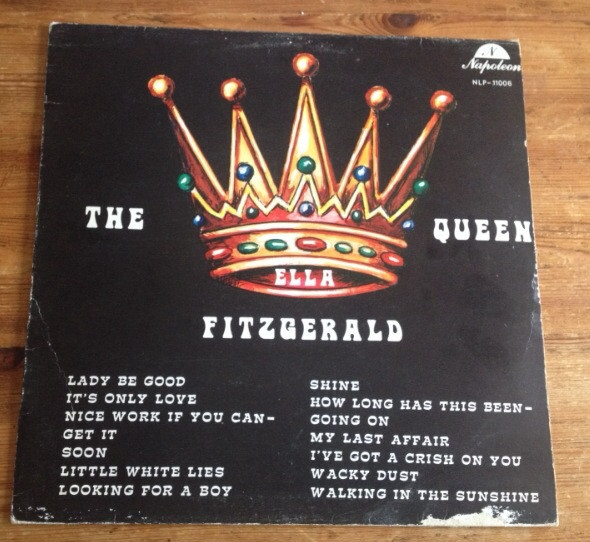 Napoleon
NLP-11006
THE QUEEN
ELLA
FITZGERALD
LADY BE GOOD
IT'S ONLY LOVE
NICE WORK IF YOU CAN-
GET IT
SOON
LITTLE WHITE LIES
LOOKING FOR A BOY
SHINE
HOW LONG HAS THIS BEEN-
GOING ON
MY LAST AFFAIR
I'VE GOT A CRISH ON YOU
WACKY DUST
WALKING IN THE SUNSHINE